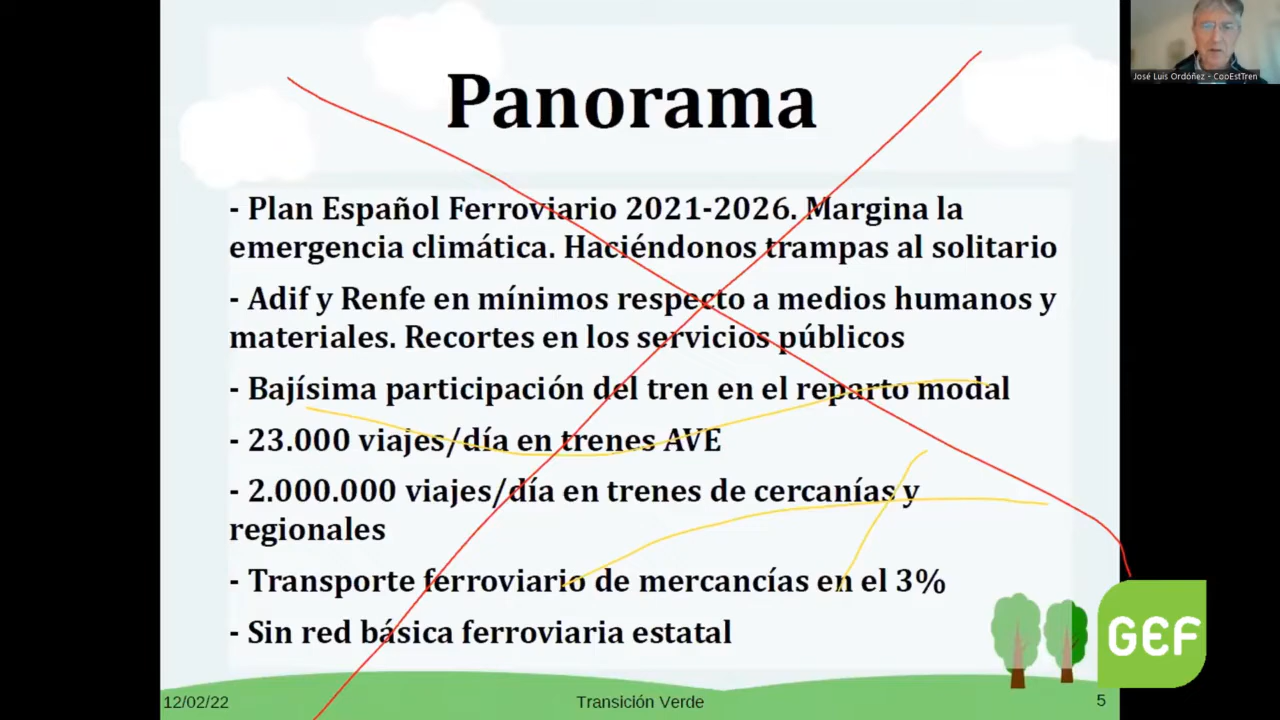 José Luis Ordóñez - CooEstTren
Panorama
- Plan Español Ferroviario 2021-2026. Margina la
emergencia climática. Haciéndonos trampas al solitario
- Adif y Renfe en mínimos respecto a medios humanos y
materiales. Recortes en los servicios públicos
- Bajísima participación del tren en el reparto modal
- 23.000 viajes/día en trenes AVE
- 2.000.000 viajes/día en trenes de cercanías y
regionales
- Transporte ferroviario de mercancías en el 3%
- Sin red básica ferroviaria estatal
GEF
12/02/22
Transición Verde
5